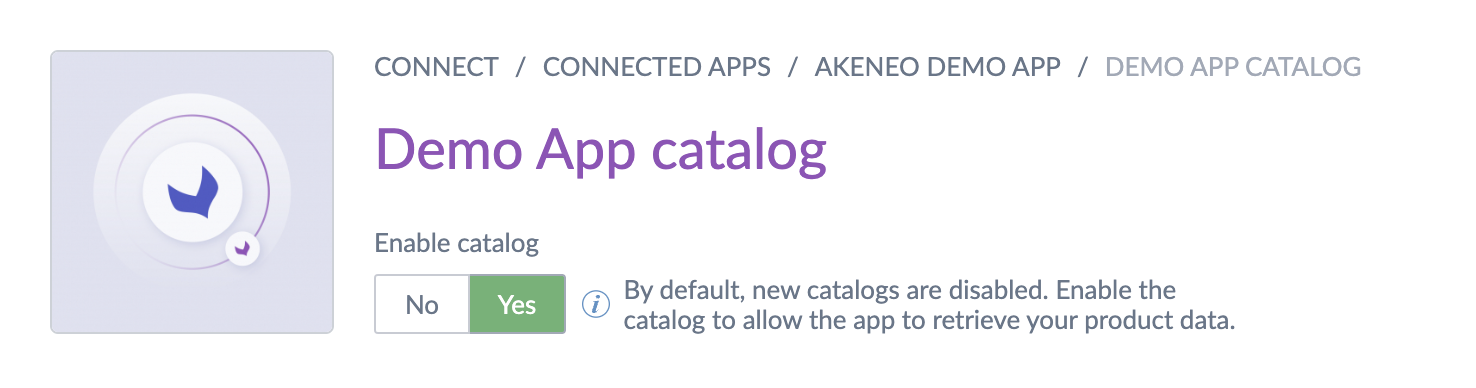 CONNECT / CONNECTED APPS / AKENEO DEMO APP / DEMO APP CATALOG
Demo App catalog
Enable catalog
No Yes i By default, new catalogs are disabled. Enable the
catalog to allow the app to retrieve your product data.